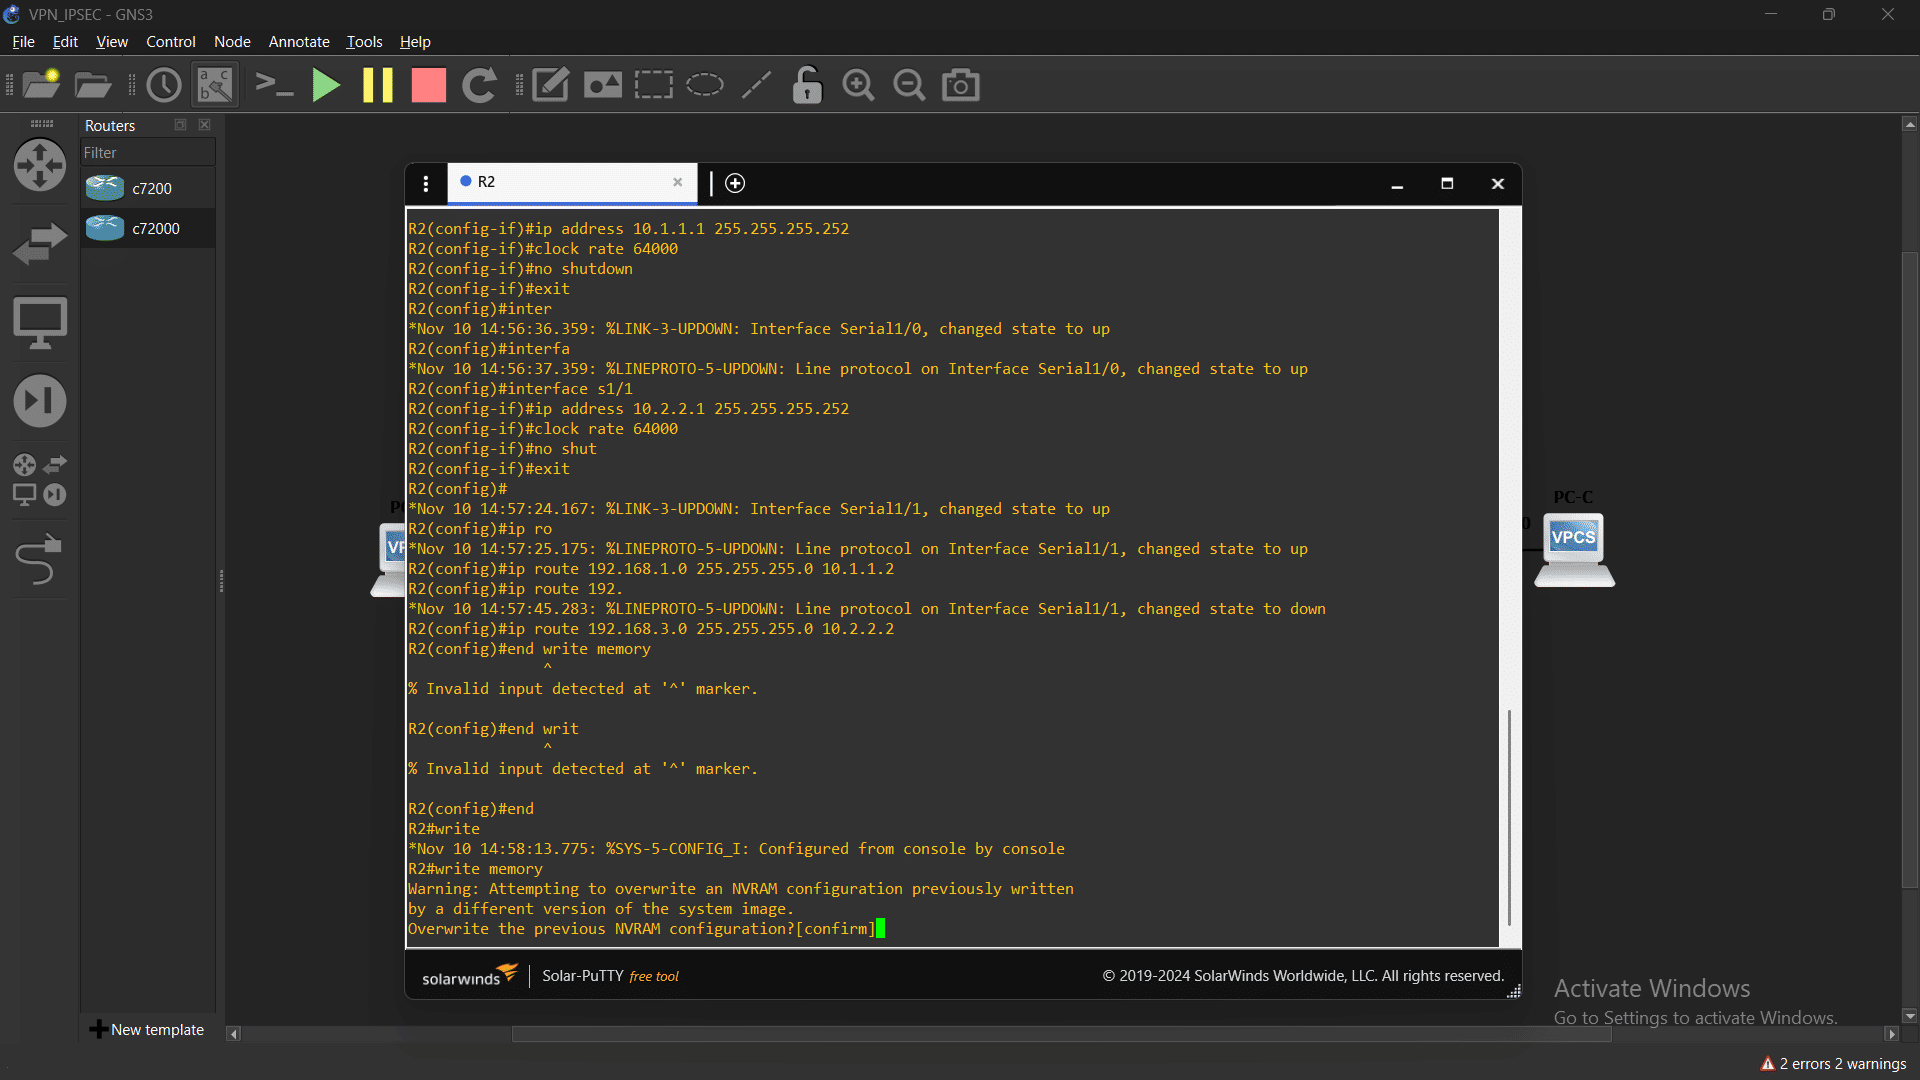 VPN_IPSEC - GNS3
File Edit View Control Node Annotate Tools Help
Routers
Filter
c7200
c72000
R2
R2(config-if)#ip address 10.1.1.1 255.255.255.252
R2(config-if)#clock rate 64000
R2(config-if)#no shutdown
R2(config-if)#exit
R2(config)#inter
*Nov 10 14:56:36.359: %LINK-3-UPDOWN: Interface Serial1/0, changed state to up
R2(config)#interfa
*Nov 10 14:56:37.359: %LINEPROTO-5-UPDOWN: Line protocol on Interface Serial1/0, changed state to up
R2(config)#interface s1/1
R2(config-if)#ip address 10.2.2.1 255.255.255.252
R2(config-if)#clock rate 64000
R2(config-if)#no shut
R2(config-if)#exit
R2(config)#
*Nov 10 14:57:24.167: %LINK-3-UPDOWN: Interface Serial1/1, changed state to up
R2(config)#ip ro
*Nov 10 14:57:25.175: %LINEPROTO-5-UPDOWN: Line protocol on Interface Serial1/1, changed state to up
R2(config)#ip route 192.168.1.0 255.255.255.0 10.1.1.2
R2(config)#ip route 192.
*Nov 10 14:57:45.283: %LINEPROTO-5-UPDOWN: Line protocol on Interface Serial1/1, changed state to down
R2(config)#ip route 192.168.3.0 255.255.255.0 10.2.2.2
R2(config)#end write memory
^
% Invalid input detected at '^' marker.
R2(config)#end writ
^
% Invalid input detected at '^' marker.
R2(config)#end
R2#write
*Nov 10 14:58:13.775: %SYS-5-CONFIG_I: Configured from console by console
R2#write memory
Warning: Attempting to overwrite an NVRAM configuration previously written
by a different version of the system image.
Overwrite the previous NVRAM configuration?[confirm]
PC-C
VPCS
solarwinds Solar-PuTTY free tool © 2019-2024 SolarWinds Worldwide, LLC. All rights reserved.
Activate Windows
Go to Settings to activate Windows.
New template
2 errors 2 warnings